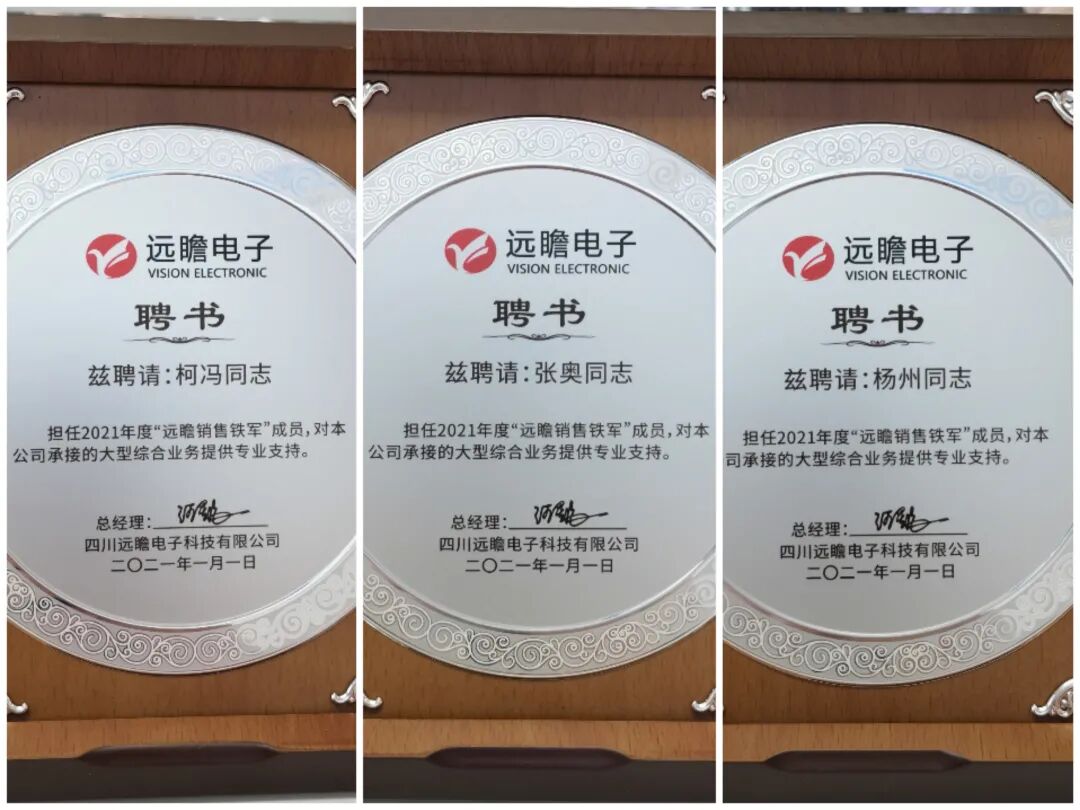 远瞻电子
VISION ELECTRONIC
聘书
兹聘请:柯冯同志
担任2021年度“远瞻销售铁军”成员,对本
公司承接的大型综合业务提供专业支持。
总经理:
四川远瞻电子科技有限公司
二〇二一年一月一日
远瞻电子
VISION ELECTRONIC
聘书
兹聘请:张奥同志
担任2021年度“远瞻销售铁军”成员,对本
公司承接的大型综合业务提供专业支持。
总经理:
四川远瞻电子科技有限公司
二〇二一年一月一日
远瞻电子
VISION ELECTRONIC
聘书
兹聘请:杨州同志
担任2021年度“远瞻销售铁军”成员,对本
司承接的大型综合业务提供专业支持。
总经理:
四川远瞻电子科技有限公司
二〇二一年一月一日